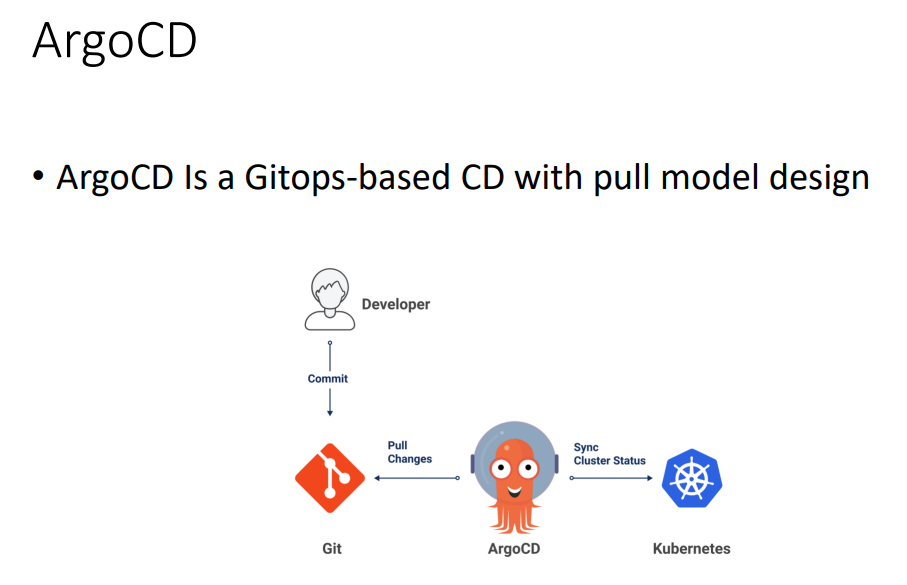 ArgoCD
• ArgoCD Is a Gitops-based CD with pull model design
Developer
Commit
Pull
Changes
Sync
Cluster Status
Git
ArgoCD
Kubernetes